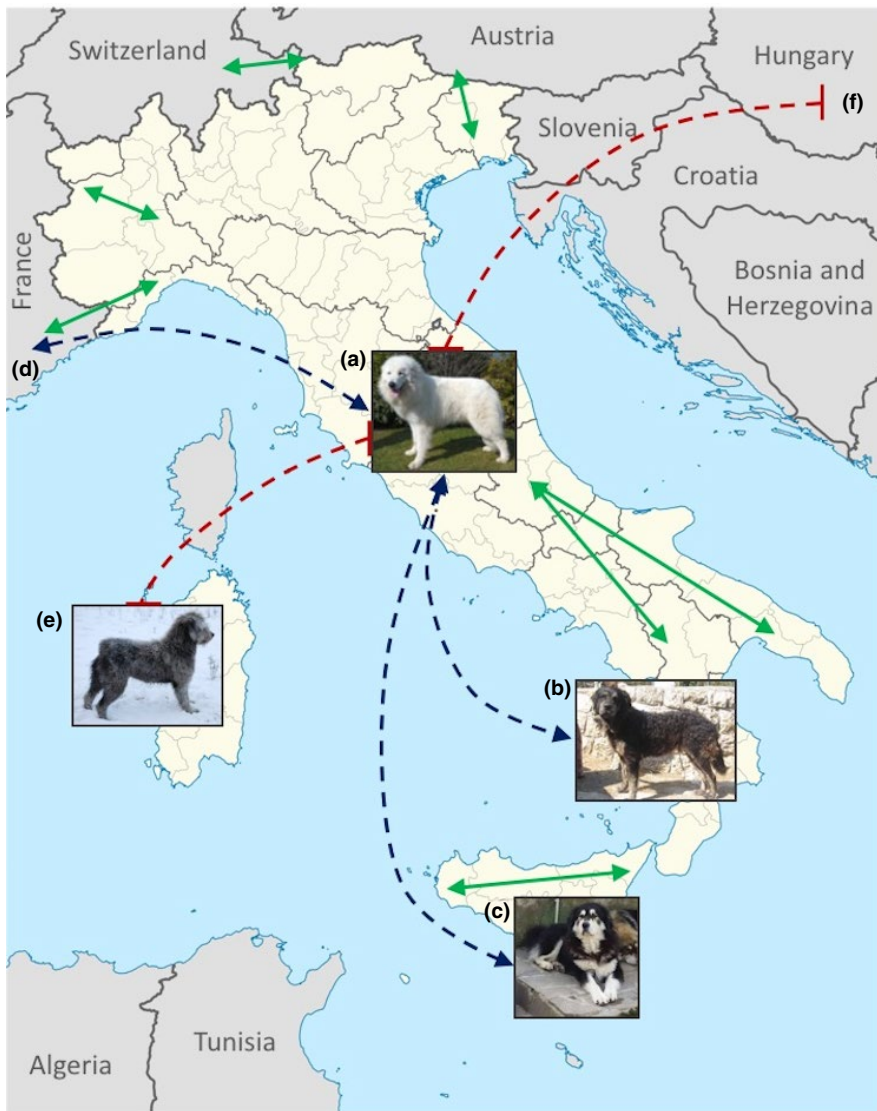 Switzerland
Austria
Hungary
(f)
Slovenia
Croatia
France
Bosnia and
Herzegovina
(a)
(d)
(e)
(b)
(c)
Tunisia
Algeria